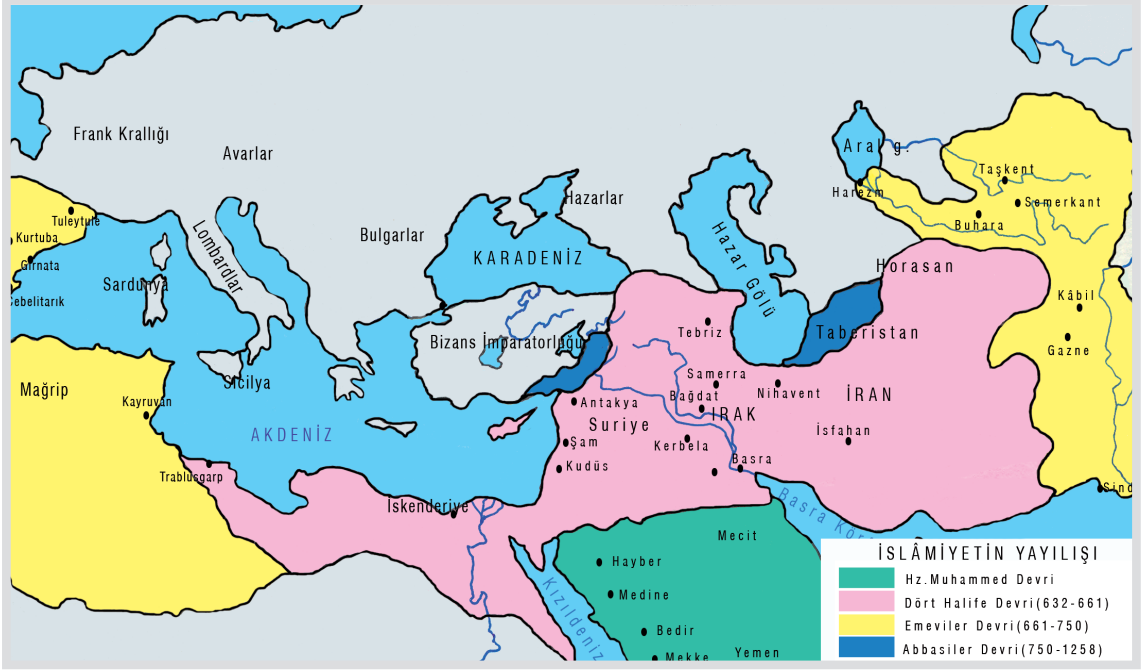 Frank Krallığı
Avarlar
Hazarlar
Bulgarlar
KARADENİZ
Hazar Gölü
Aral g.
Harezm
Taşkent
Semerkant
Buhara
Horasan
Taberistan
Kâbil
Gazne
Sind
Tuleytule
Kurtuba
Gırnata
Cebelitarık
Sardunya
Lombardlar
Sicilya
Bizans İmparatorluğu
Mağrip
Kayruvan
AKDENİZ
Trablusgarp
İskenderiye
Tebriz
Samerra
Bağdat
Nihavent
İRAN
IRAK
Antakya
Suriye
Şam
Kudüs
Kerbela
İsfahan
Basra
Basra Kör
Mecit
Hayber
Medine
Bedir
Mekke
Yemen
Kızıldeniz
İSLÂMİYETİN YAYILIŞI
Hz.Muhammed Devri
Dört Halife Devri(632-661)
Emeviler Devri(661-750)
Abbasiler Devri(750-1258)